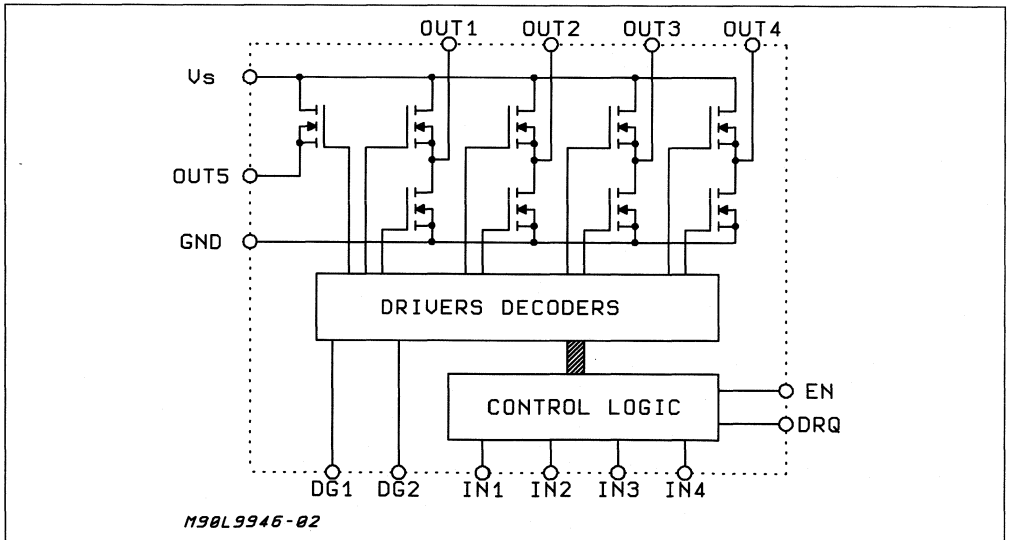 OUT1 OUT2 OUT3 OUT4
Vs
OUT5
GND
DRIVERS DECODERS
CONTROL LOGIC
EN
DRQ
DG1 DG2 IN1 IN2 IN3 IN4
M90L9946-02